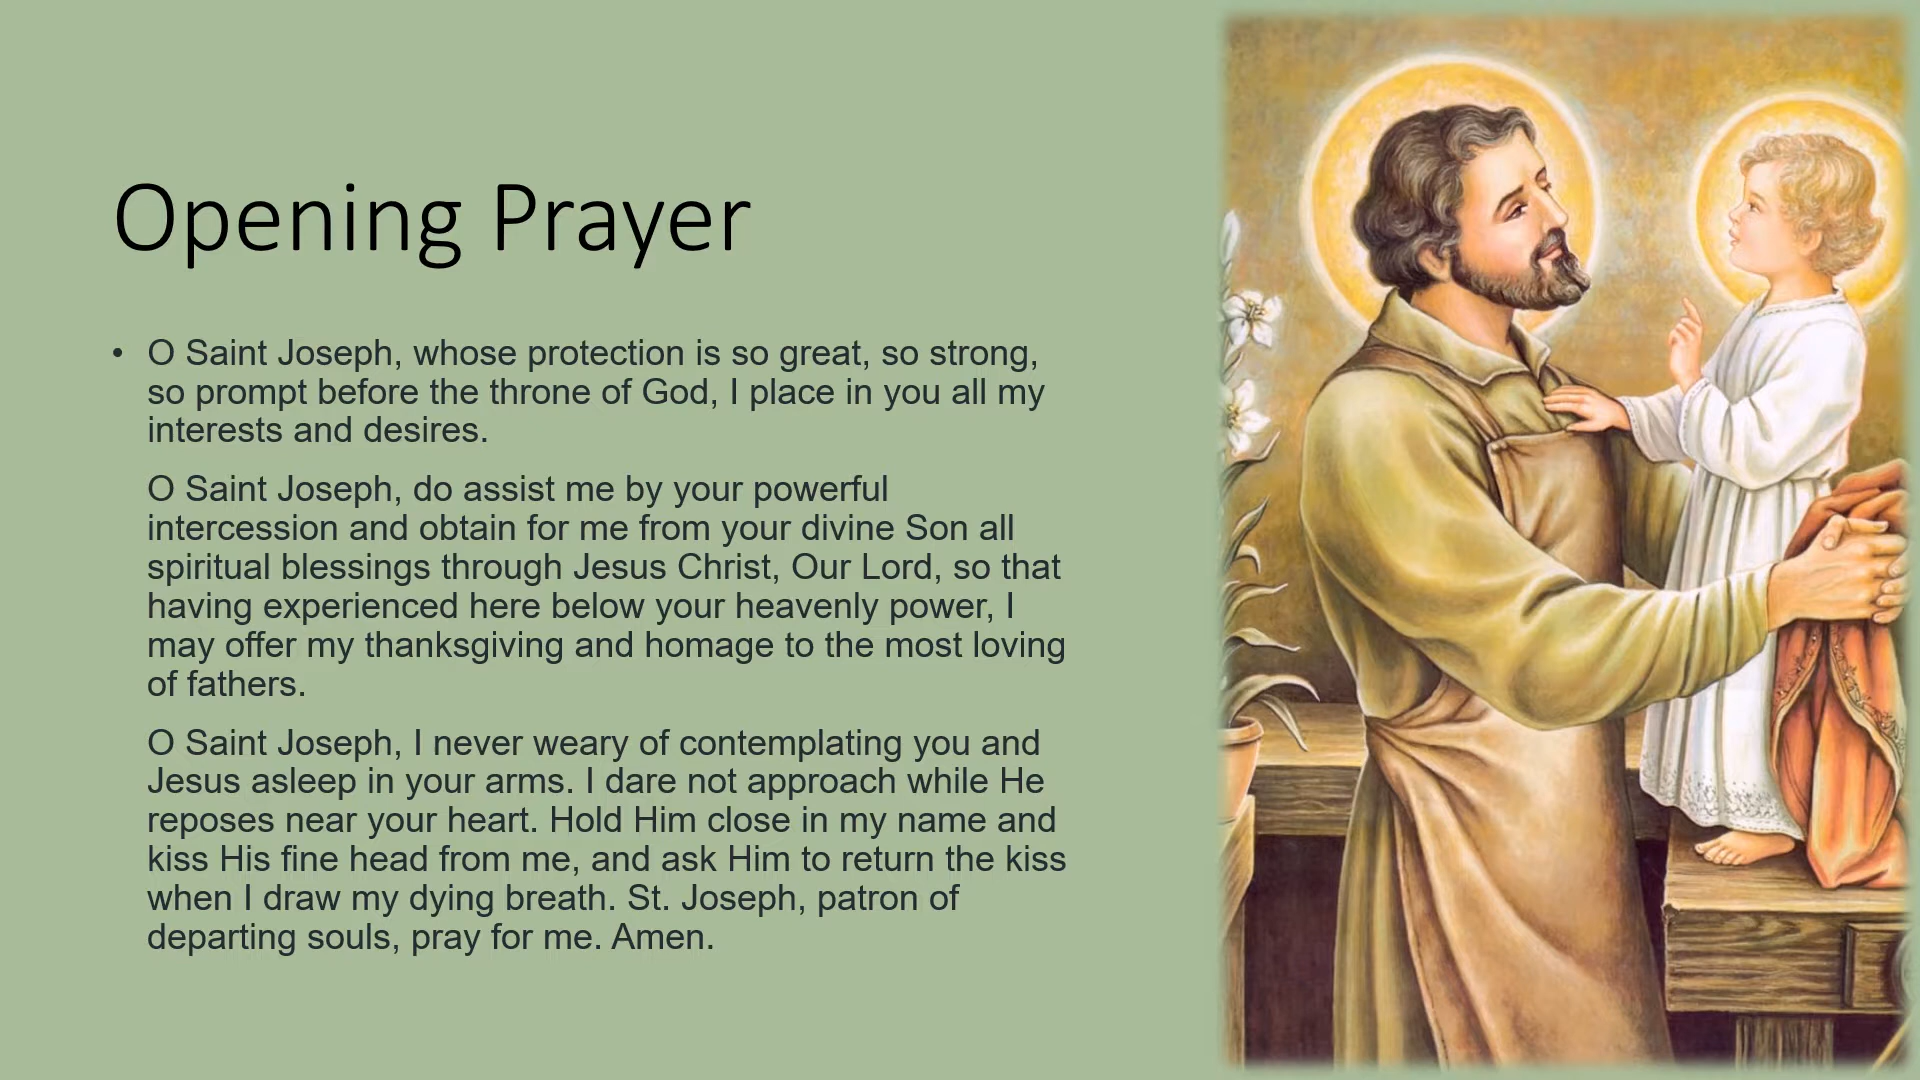 Opening Prayer
• O Saint Joseph, whose protection is so great, so strong,
so prompt before the throne of God, I place in you all my
interests and desires.
O Saint Joseph, do assist me by your powerful
intercession and obtain for me from your divine Son all
spiritual blessings through Jesus Christ, Our Lord, so that
having experienced here below your heavenly power, I
may offer my thanksgiving and homage to the most loving
of fathers.
O Saint Joseph, I never weary of contemplating you and
Jesus asleep in your arms. I dare not approach while He
reposes near your heart. Hold Him close in my name and
kiss His fine head from me, and ask Him to return the kiss
when I draw my dying breath. St. Joseph, patron of
departing souls, pray for me. Amen.